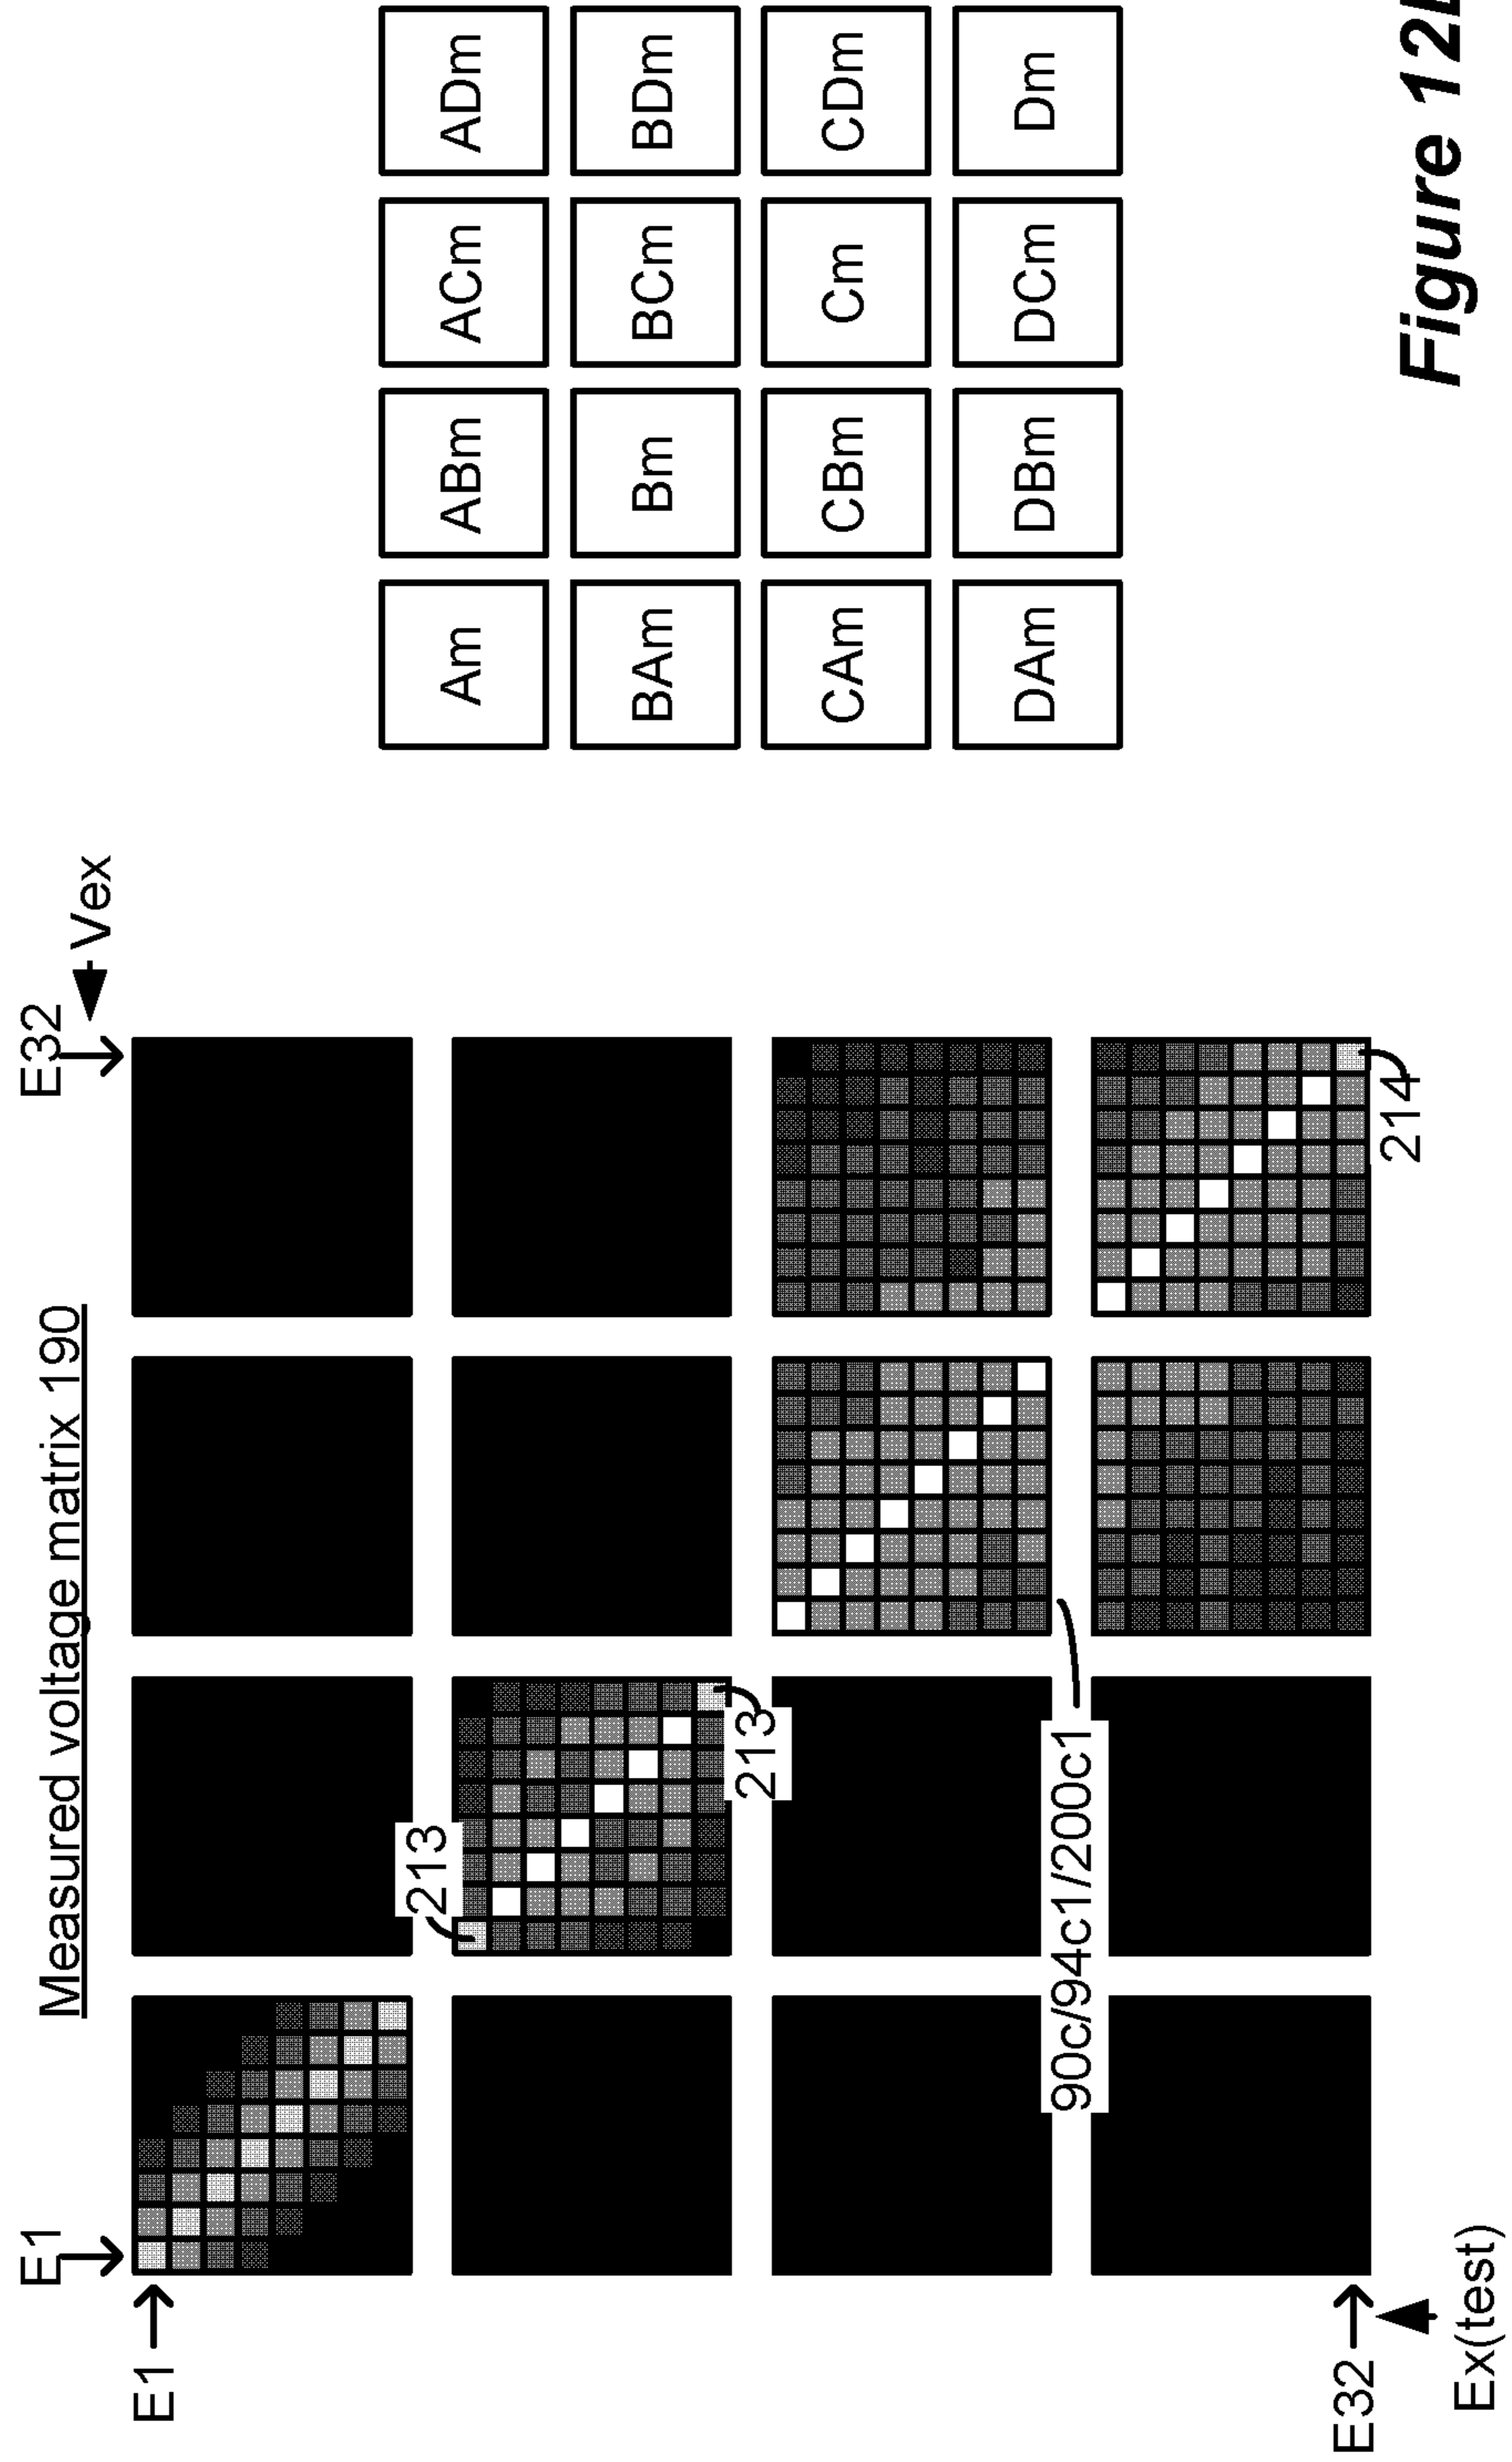 Measured voltage matrix 190
E1
E32
Vex
E1
213
213
90c/94c1/200c1
214
E32
Ex(test)
Am
ABm
ACm
ADm
BAm
Bm
BCm
BDm
CAm
CBm
Cm
CDm
DAm
DBm
DCm
Dm
Figure